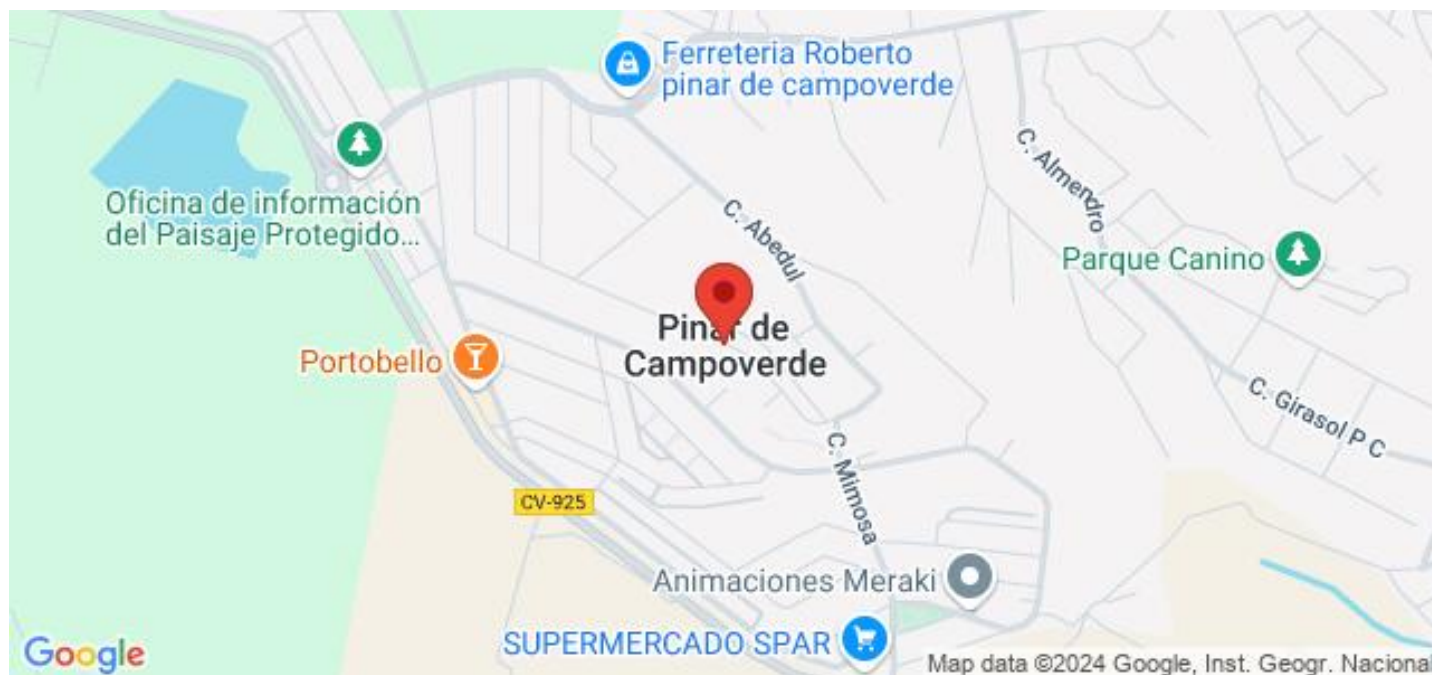 Ferreteria Roberto
pinar de campoverde
C. Almendro
Oficina de información
del Paisaje Protegido...
C. Abedul
Parque Canino
Pinar de
Campoverde
Portobello
C. Girasol P C
C. Mimosa
CV-925
Animaciones Meraki
SUPERMERCADO SPAR
Google
Map data ©2024 Google, Inst. Geogr. Nacional